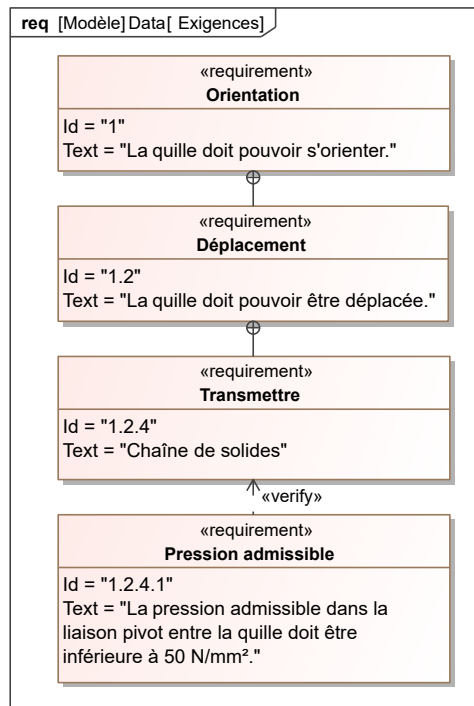 req [Modèle] Data[ Exigences]
«requirement»
Orientation
Id = "1"
Text = "La quille doit pouvoir s'orienter."
«requirement»
Déplacement
Id = "1.2"
Text = "La quille doit pouvoir être déplacée."
«requirement»
Transmettre
Id = "1.2.4"
Text = "Chaîne de solides"
«verify»
«requirement»
Pression admissible
Id = "1.2.4.1"
Text = "La pression admissible dans la
liaison pivot entre la quille doit être
inférieure à 50 N/mm²."